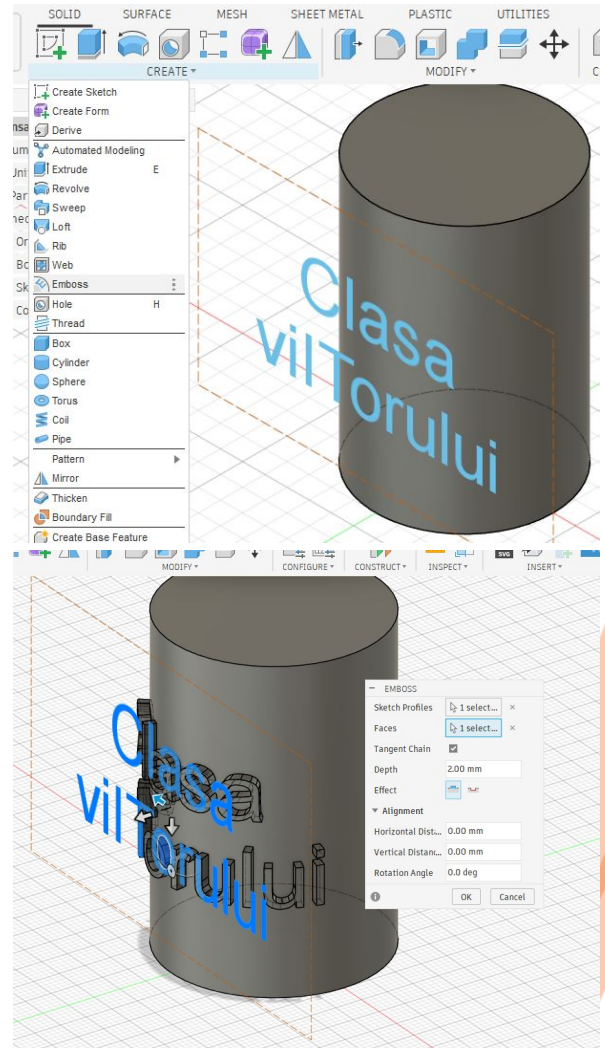 SOLID SURFACE MESH SHEET METAL PLASTIC UTILITIES
CREATE MODIFY
Create Sketch
Create Form
Derive
Automated Modeling
Extrude E
Revolve
Sweep
Loft
Rib
Web
Emboss
Hole H
Thread
Box
Cylinder
Sphere
Torus
Coil
Pipe
Pattern
Mirror
Thicken
Boundary Fill
Create Base Feature
Clasa
viITorului
MODIFY CONFIGURE CONSTRUCT INSPECT INSERT
SVG
EMBOSS
Sketch Profiles 1 select... ×
Faces 1 select... ×
Tangent Chain
Depth 2.00 mm
Effect
Alignment
Horizontal Dist... 0.00 mm
Vertical Distanc... 0.00 mm
Rotation Angle 0.0 deg
OK Cancel
Clasa
viITorului